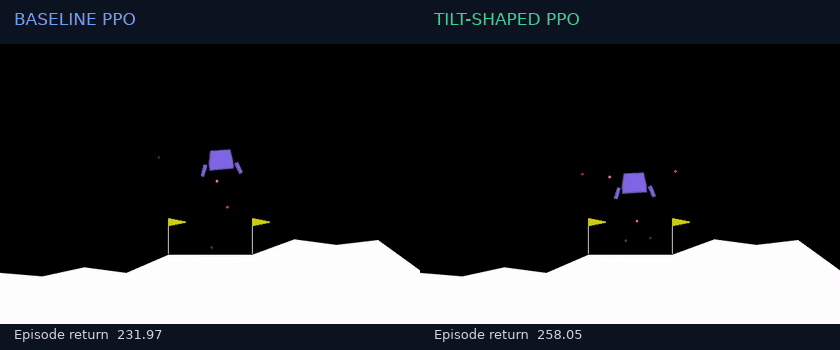 BASELINE PPO
TILT-SHAPED PPO
Episode return 231.97
Episode return 258.05